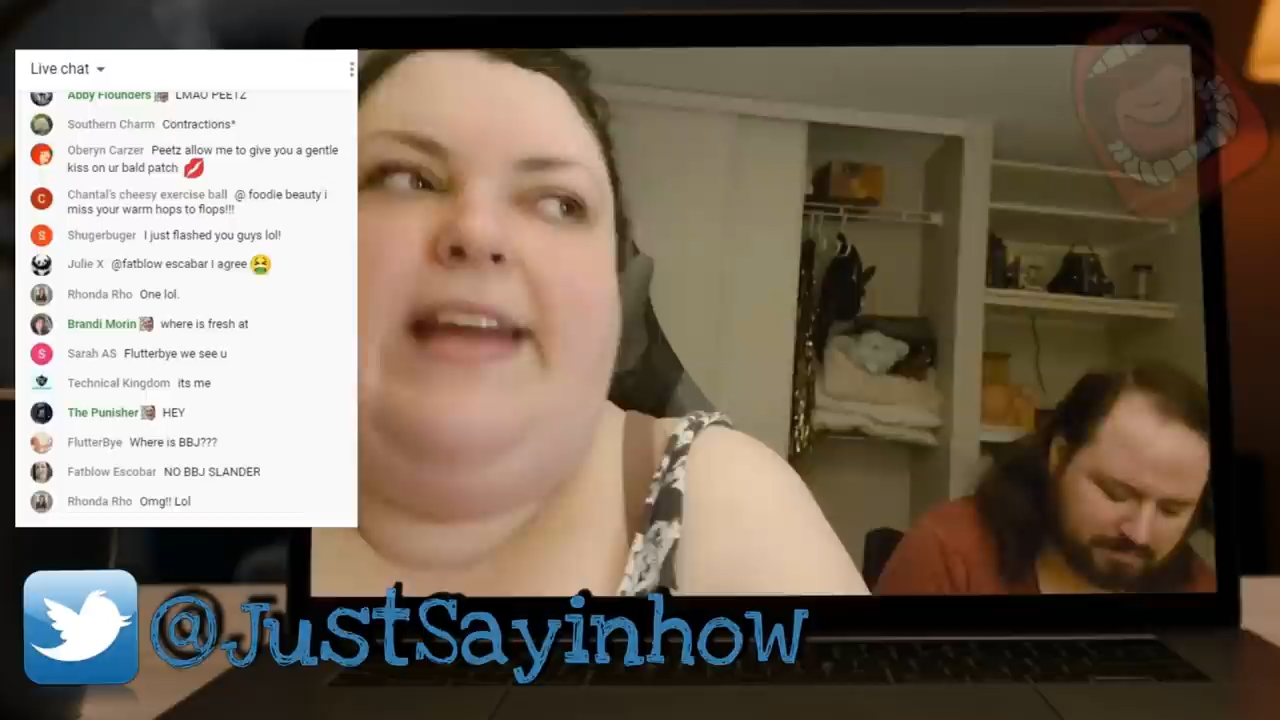 Live chat
Abby Flounders LMAO PEETZ
Southern Charm Contractions*
Oberyn Carzer Peetz allow me to give you a gentle
kiss on ur bald patch 💋
C
Chantal's cheesy exercise ball @ foodie beauty i
miss your warm hops to flops!!!
S
Shugerbuger I just flashed you guys lol!
Julie X @fatblow escabar I agree 🤮
Rhonda Rho One lol.
Brandi Morin where is fresh at
S
Sarah AS Flutterbye we see u
Technical Kingdom its me
The Punisher HEY
FlutterBye Where is BBJ???
Fatblow Escobar NO BBJ SLANDER
Rhonda Rho Omg!! Lol
@JustSayinhow